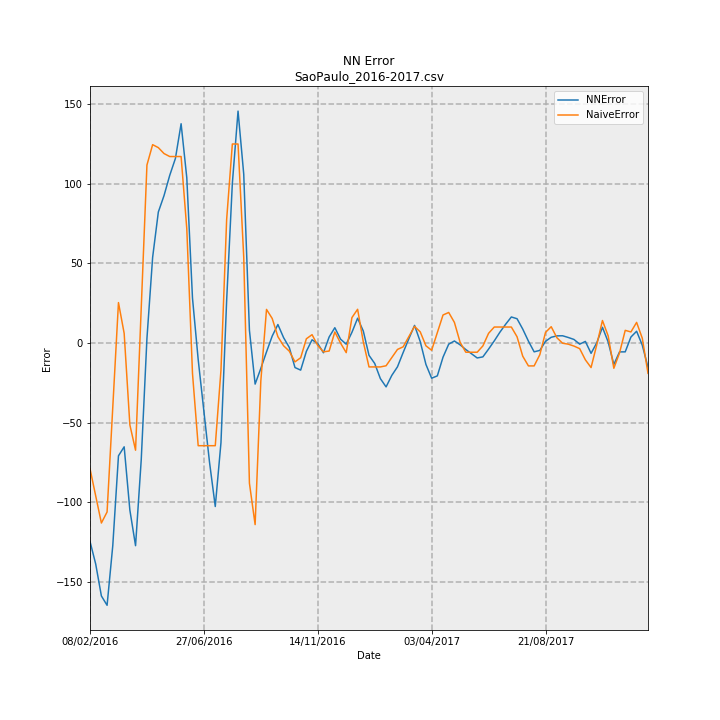 NN Error
SaoPaulo_2016-2017.csv
NNError
NaiveError
150
100
50
0
−50
−100
−150
Error
08/02/2016
27/06/2016
14/11/2016
03/04/2017
21/08/2017
Date